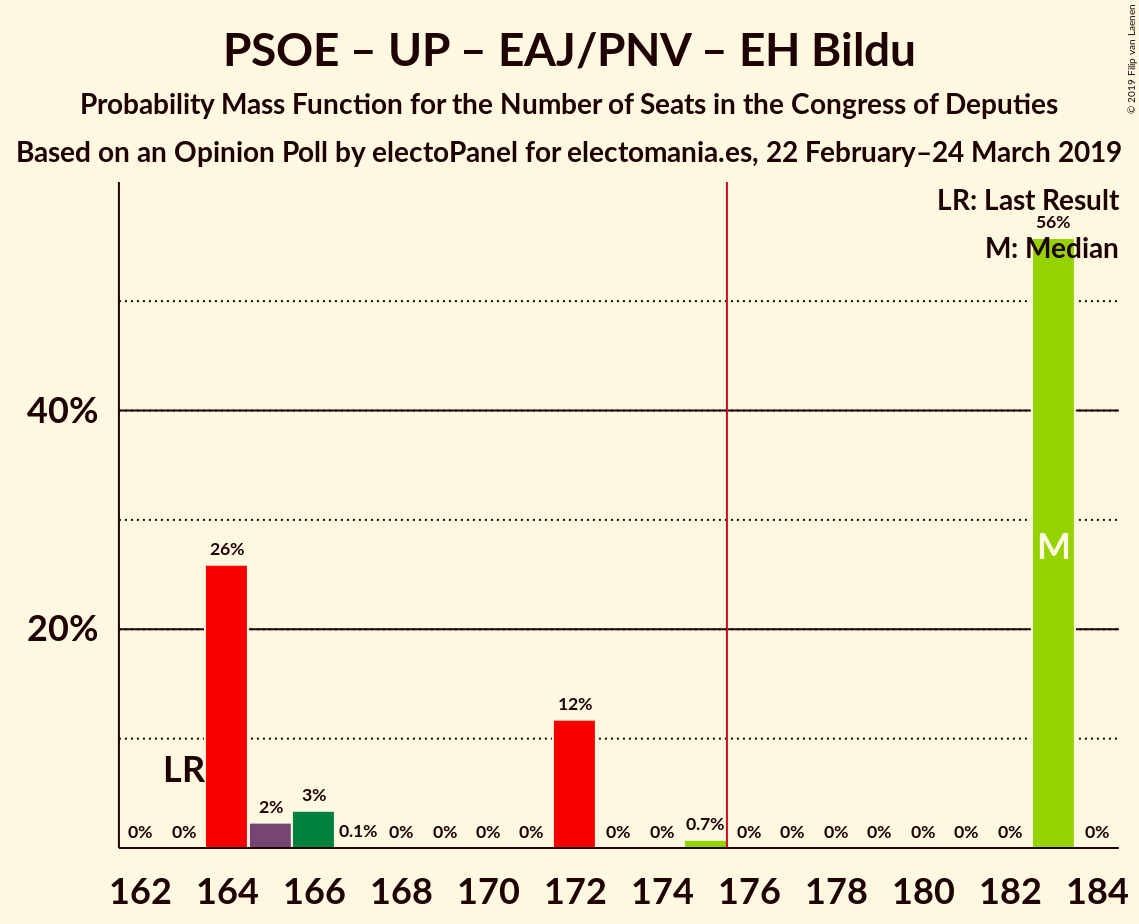 PSOE – UP – EAJ/PNV – EH Bildu
Probability Mass Function for the Number of Seats in the Congress of Deputies
Based on an Opinion Poll by electoPanel for electomania.es, 22 February–24 March 2019
© 2019 Filip van Laenen
LR: Last Result
M: Median
56%
40%
M
26%
20%
12%
LR
3%
2%
0.7%
0% 0% 0.1% 0% 0% 0% 0% 0% 0% 0% 0% 0% 0% 0% 0% 0% 0%
162 164 166 168 170 172 174 176 178 180 182 184